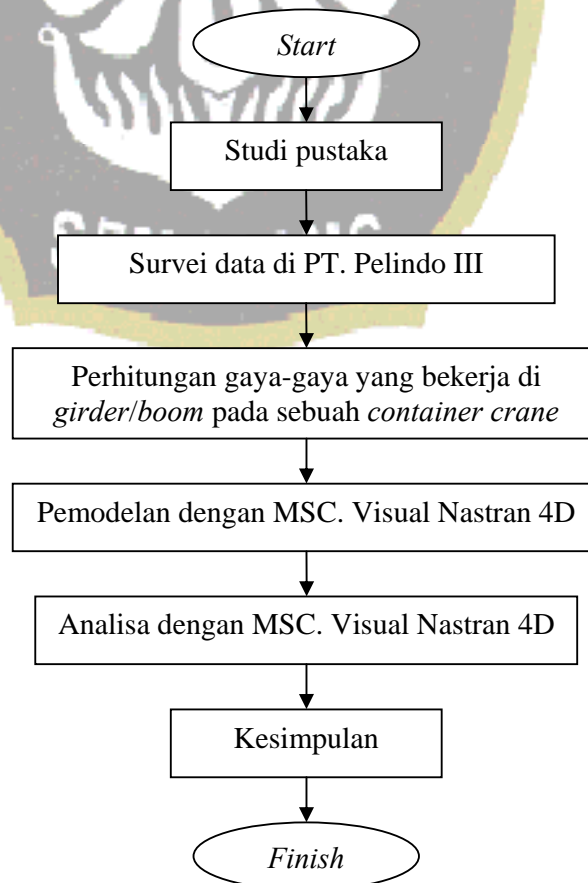 Start
Studi pustaka
Survei data di PT. Pelindo III
Perhitungan gaya-gaya yang bekerja di
girder/boom pada sebuah container crane
Pemodelan dengan MSC. Visual Nastran 4D
Analisa dengan MSC. Visual Nastran 4D
Kesimpulan
Finish